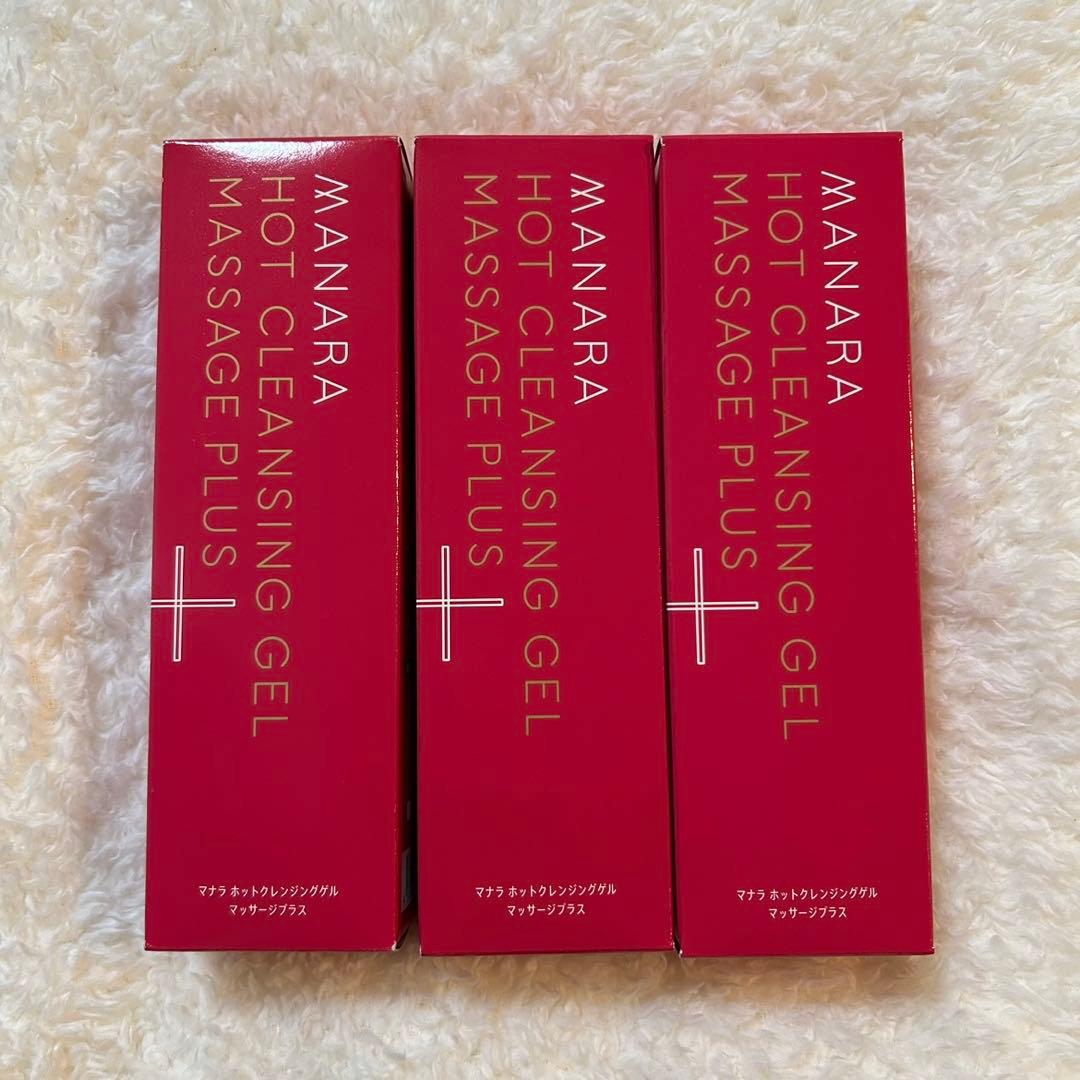 MANARA
HOT CLEANSING GEL
MASSAGE PLUS
マナラ ホットクレンジングゲル
マッサージプラス
MANARA
HOT CLEANSING GEL
MASSAGE PLUS
マナラ ホットクレンジングゲル
マッサージプラス
MANARA
HOT CLEANSING GEL
MASSAGE PLUS
マナラ ホットクレンジングゲル
マッサージプラス